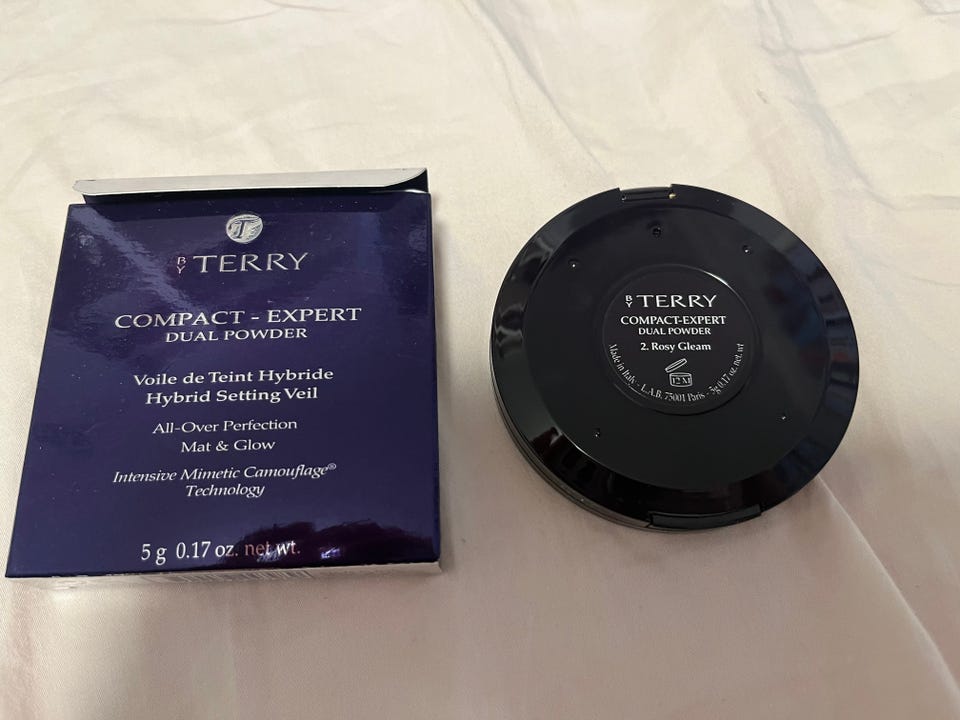 BY TERRY
COMPACT - EXPERT
DUAL POWDER
Voile de Teint Hybride
Hybrid Setting Veil
All-Over Perfection
Mat & Glow
Intensive Mimetic Camouflage®
Technology
5 g 0.17 oz. net wt.
BY TERRY
COMPACT-EXPERT
DUAL POWDER
2. Rosy Gleam
12 M
Made in Italy - L.A.B. 75001 Paris - 5g 0.17 oz. net. wt